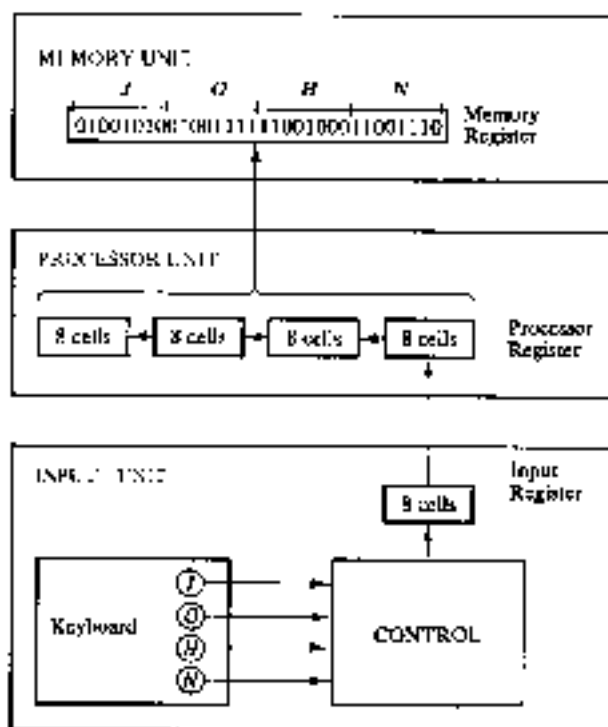 MEMORY UNIT
J O H N
01001010010011111100100011001110
Memory
Register
PROCESSOR UNIT
8 cells 8 cells 8 cells 8 cells
Processor
Register
INPUT UNIT
Input
Register
8 cells
J
O
Keyboard
CONTROL
H
N